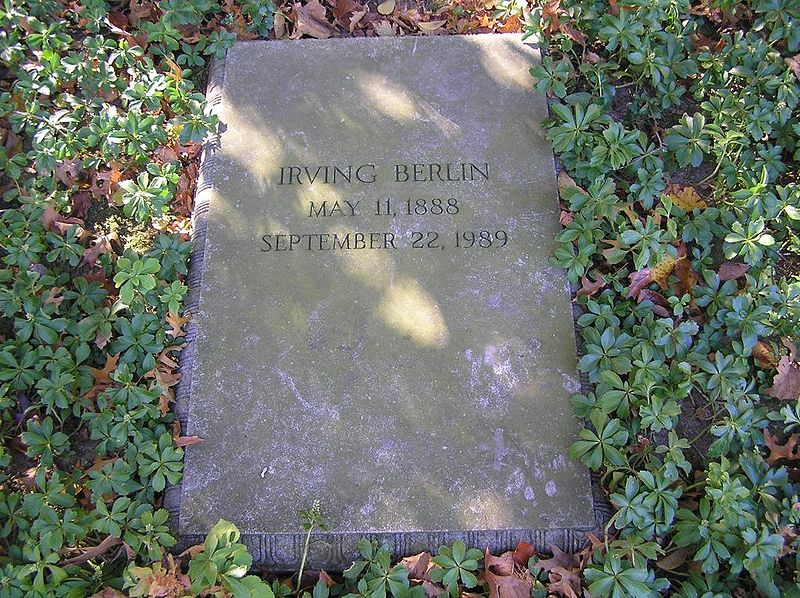 IRVING BERLIN
MAY 11, 1888
SEPTEMBER 22, 1989